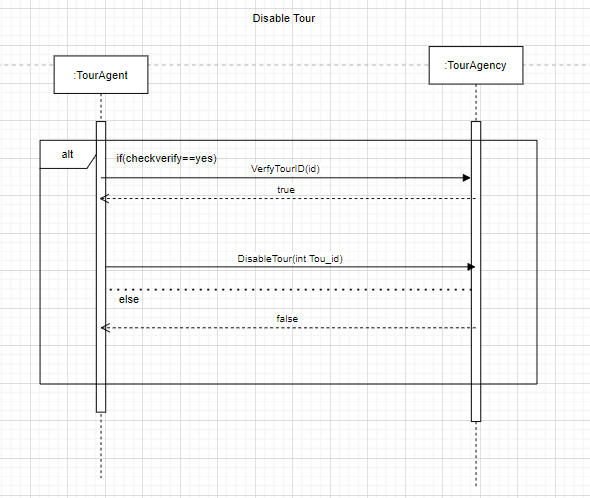 Disable Tour
:TourAgent
:TourAgency
alt
if(checkverify==yes)
VerfyTourID(id)
true
DisableTour(int Tou_id)
else
false